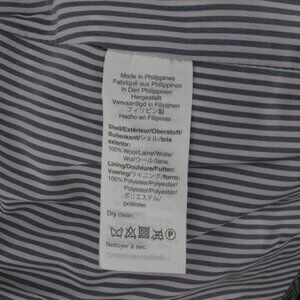 Made in Philippines
Fabriqué aux Philippines
In Den Philippinen
Hergestellt
Vervaardigd in Filipijnen
フィリピン製
Hecho en Filipinas
Shell/Extérieur/Oberstoff/
Buitenkant/シェル/tela
exterior:
100% Wool/Laine/Wolle/
Wol/ウール/lana
Lining/Doublure/Futter/
Voering/ライニング/forro:
100% Polyester/Polyester/
Polyester/Polyester/
ポリエステル/
poliéster
Dry clean.
Nettoyer à sec.